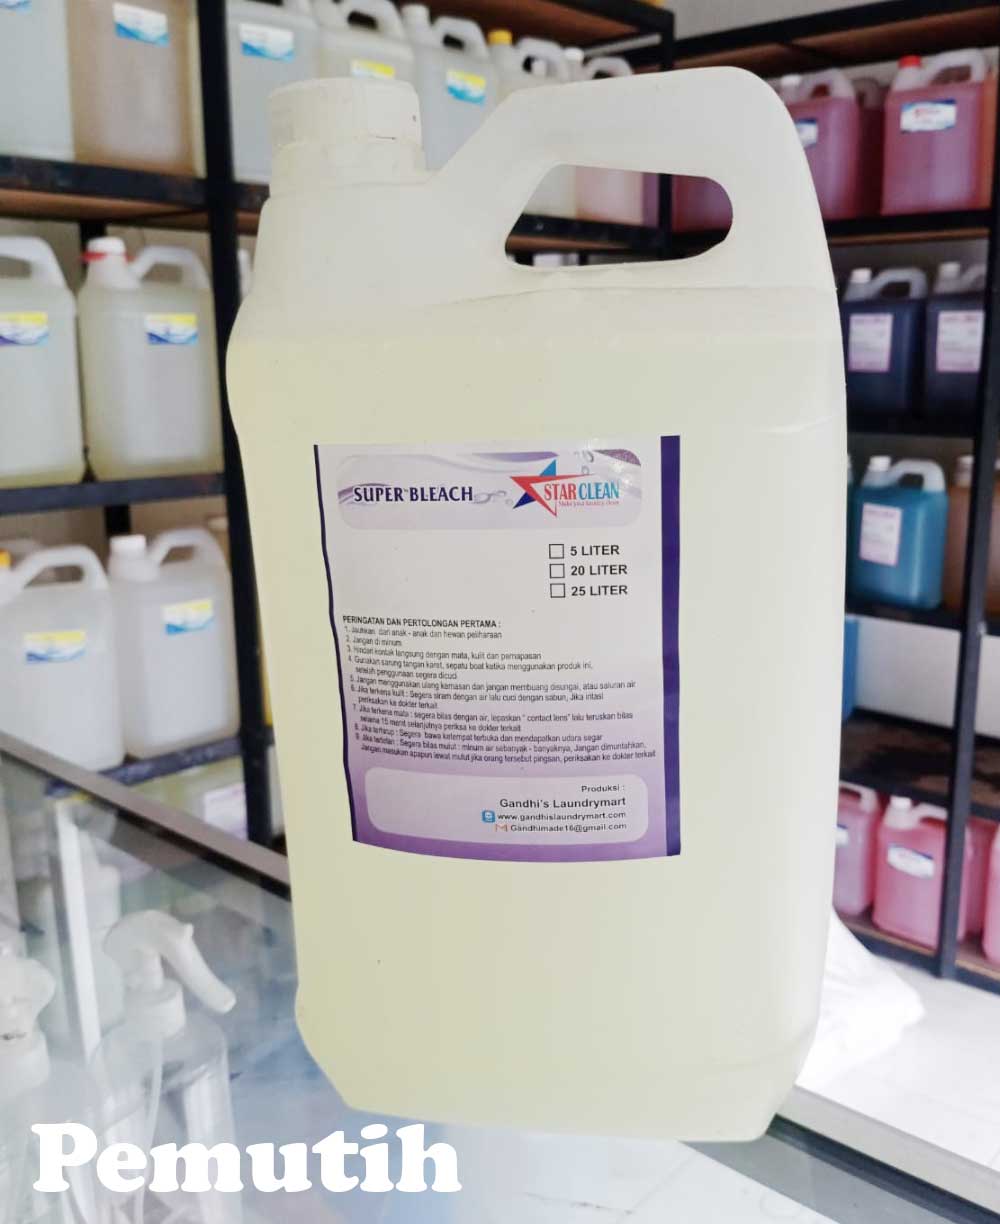 SUPER BLEACH
STAR CLEAN
5 LITER
20 LITER
25 LITER
PERINGATAN DAN PERTOLONGAN PERTAMA :
1. Jauhkan dari anak - anak dan hewan peliharaan
2. Jangan di minum
3. Hindari kontak langsung dengan mata, kulit dan pernapasan
4. Gunakan sarung tangan karet, sepatu boat ketika menggunakan produk ini,
setelah penggunaan segera dicuci
5. Jangan menggunakan ulang kemasan dan jangan membuang disungai, atau saluran air
6. Jika terkena kulit : Segera siram dengan air lalu cuci dengan sabun, Jika iritasi
periksakan ke dokter terkait
7. Jika terkena mata : segera bilas dengan air, lepaskan " contact lens" lalu teruskan bilas
selama 15 menit selanjutnya periksa ke dokter terkait
8. Jika terhirup : Segera bawa ketempat terbuka dan mendapatkan udara segar
9. Jika tertelan : Segera bilas mulut : minum air sebanyak - banyaknya, Jangan dimuntahkan,
Jangan masukan apapun lewat mulut jika orang tersebut pingsan, periksakan ke dokter terkait
Produksi :
Gandhi's Laundrymart
www.gandhislaundrymart.com
Gandhimade16@gmail.com
Pemutih